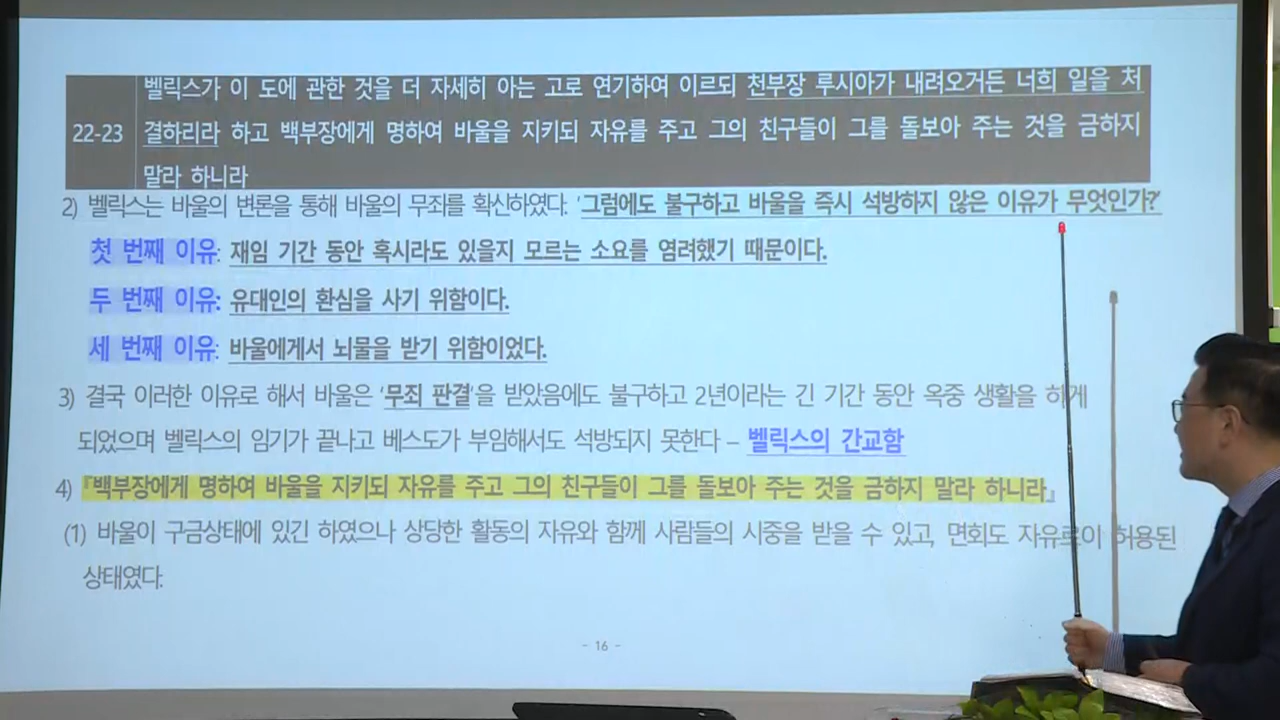 22-23
벨릭스가 이 도에 관한 것을 더 자세히 아는 고로 연기하여 이르되 천부장 루시아가 내려오거든 너희 일을 처
결하리라 하고 백부장에게 명하여 바울을 지키되 자유를 주고 그의 친구들이 그를 돌보아 주는 것을 금하지
말라 하니라
2) 벨릭스는 바울의 변론을 통해 바울의 무죄를 확신하였다. '그럼에도 불구하고 바울을 즉시 석방하지 않은 이유가 무엇인가?'
첫 번째 이유: 재임 기간 동안 혹시라도 있을지 모르는 소요를 염려했기 때문이다.
두 번째 이유: 유대인의 환심을 사기 위함이다.
세 번째 이유: 바울에게서 뇌물을 받기 위함이었다.
3) 결국 이러한 이유로 해서 바울은 '무죄 판결'을 받았음에도 불구하고 2년이라는 긴 기간 동안 옥중 생활을 하게
되었으며 벨릭스의 임기가 끝나고 베스도가 부임해서도 석방되지 못한다 – 벨릭스의 간교함
4) 『백부장에게 명하여 바울을 지키되 자유를 주고 그의 친구들이 그를 돌보아 주는 것을 금하지 말라 하니라』
(1) 바울이 구금상태에 있긴 하였으나 상당한 활동의 자유와 함께 사람들의 시중을 받을 수 있고, 면회도 자유로이 허용된
상태였다.
- 16 -